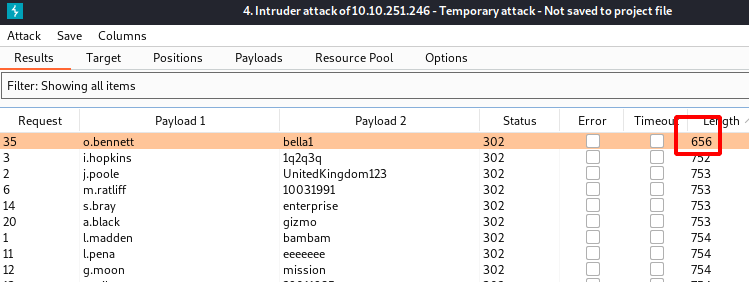 4. Intruder attack of 10.10.251.246 - Temporary attack - Not saved to project file
Attack Save Columns
Results Target Positions Payloads Resource Pool Options
Filter: Showing all items
Request Payload 1 Payload 2 Status Error Timeout Length
35 o.bennett bella1 302 656
3 i.hopkins 1q2q3q 302 752
2 j.poole UnitedKingdom123 302 753
6 m.ratliff 10031991 302 753
14 s.bray enterprise 302 753
20 a.black gizmo 302 753
1 l.madden bambam 302 754
11 l.pena eeeeeee 302 754
12 g.moon mission 302 754